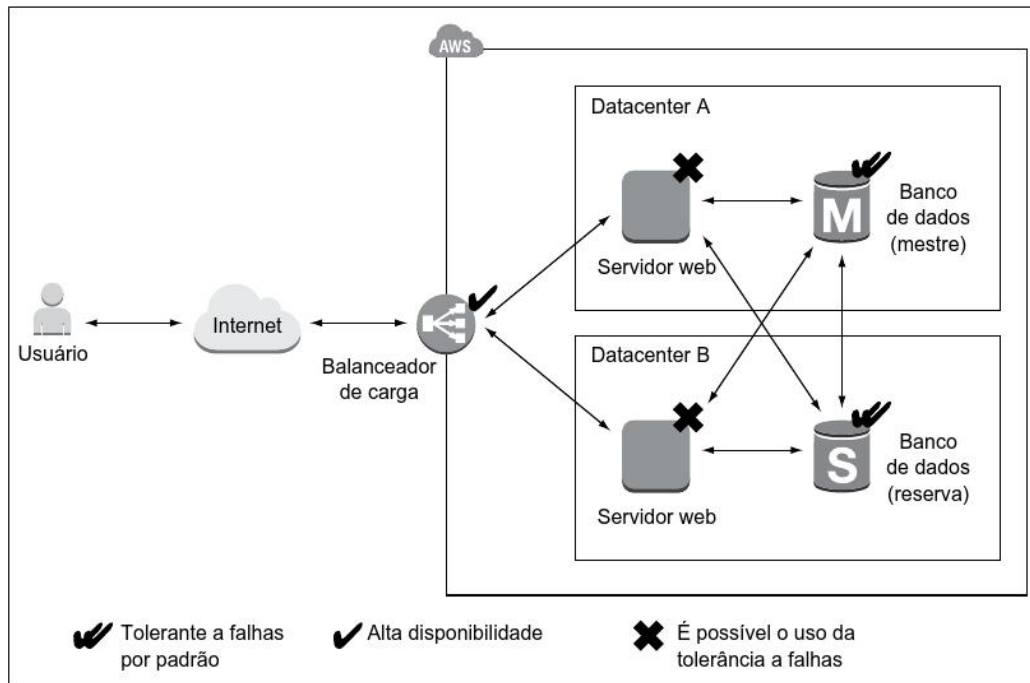 AWS
Datacenter A
Servidor web
M
Banco
de dados
(mestre)
Usuário
Internet
Balanceador
de carga
Datacenter B
Servidor web
S
Banco
de dados
(reserva)
Tolerante a falhas
por padrão
Alta disponibilidade
É possível o uso da
tolerância a falhas